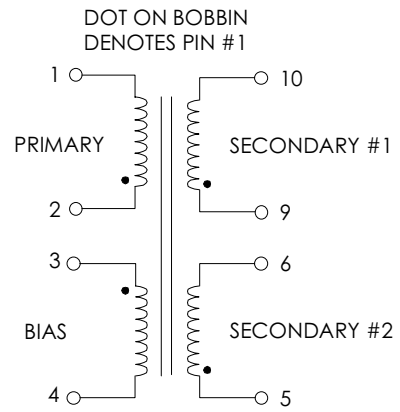 DOT ON BOBBIN
DENOTES PIN #1
1
10
PRIMARY
SECONDARY #1
2
9
3
6
BIAS
SECONDARY #2
4
5